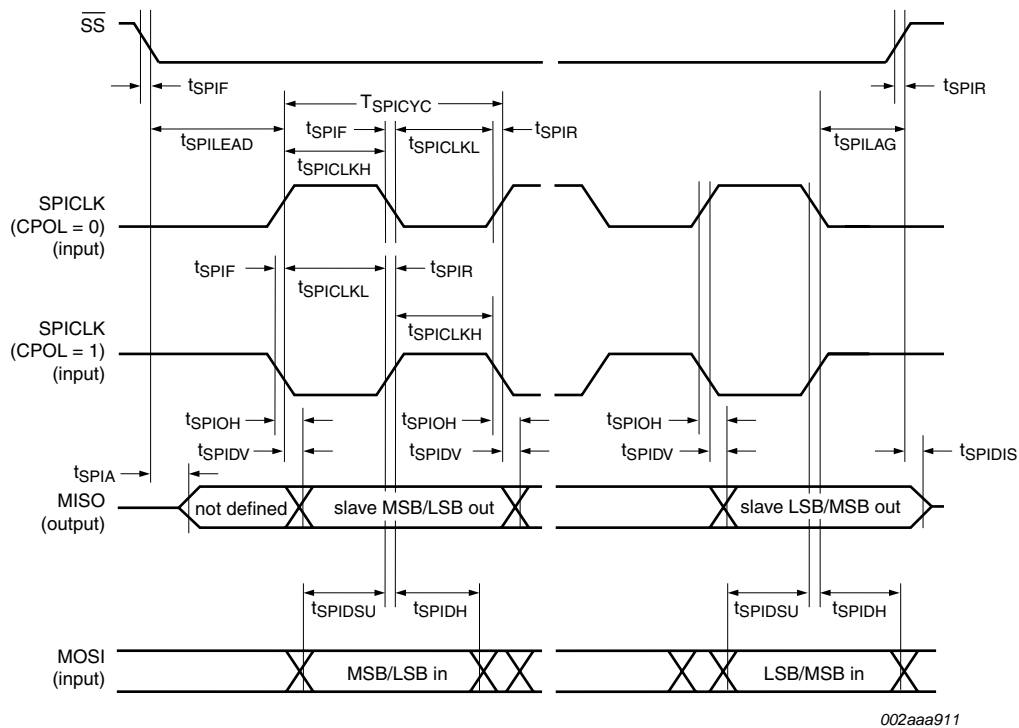 SS
tSPIF
tSPIR
TSPICYC
tSPIF
tSPIR
tSPILEAD
tSPICLKL
tSPILAG
tSPICLKH
SPICLK
(CPOL = 0)
(input)
tSPIF
tSPIR
tSPICLKL
SPICLK
(CPOL = 1)
(input)
tSPICLKH
tSPIOH
tSPIOH
tSPIOH
tSPIDV
tSPIDV
tSPIDV
tSPIDIS
tSPIA
MISO
(output)
not defined
slave MSB/LSB out
slave LSB/MSB out
tSPIDSU
tSPIDH
tSPIDSU
tSPIDH
MOSI
(input)
MSB/LSB in
LSB/MSB in
002aaa911